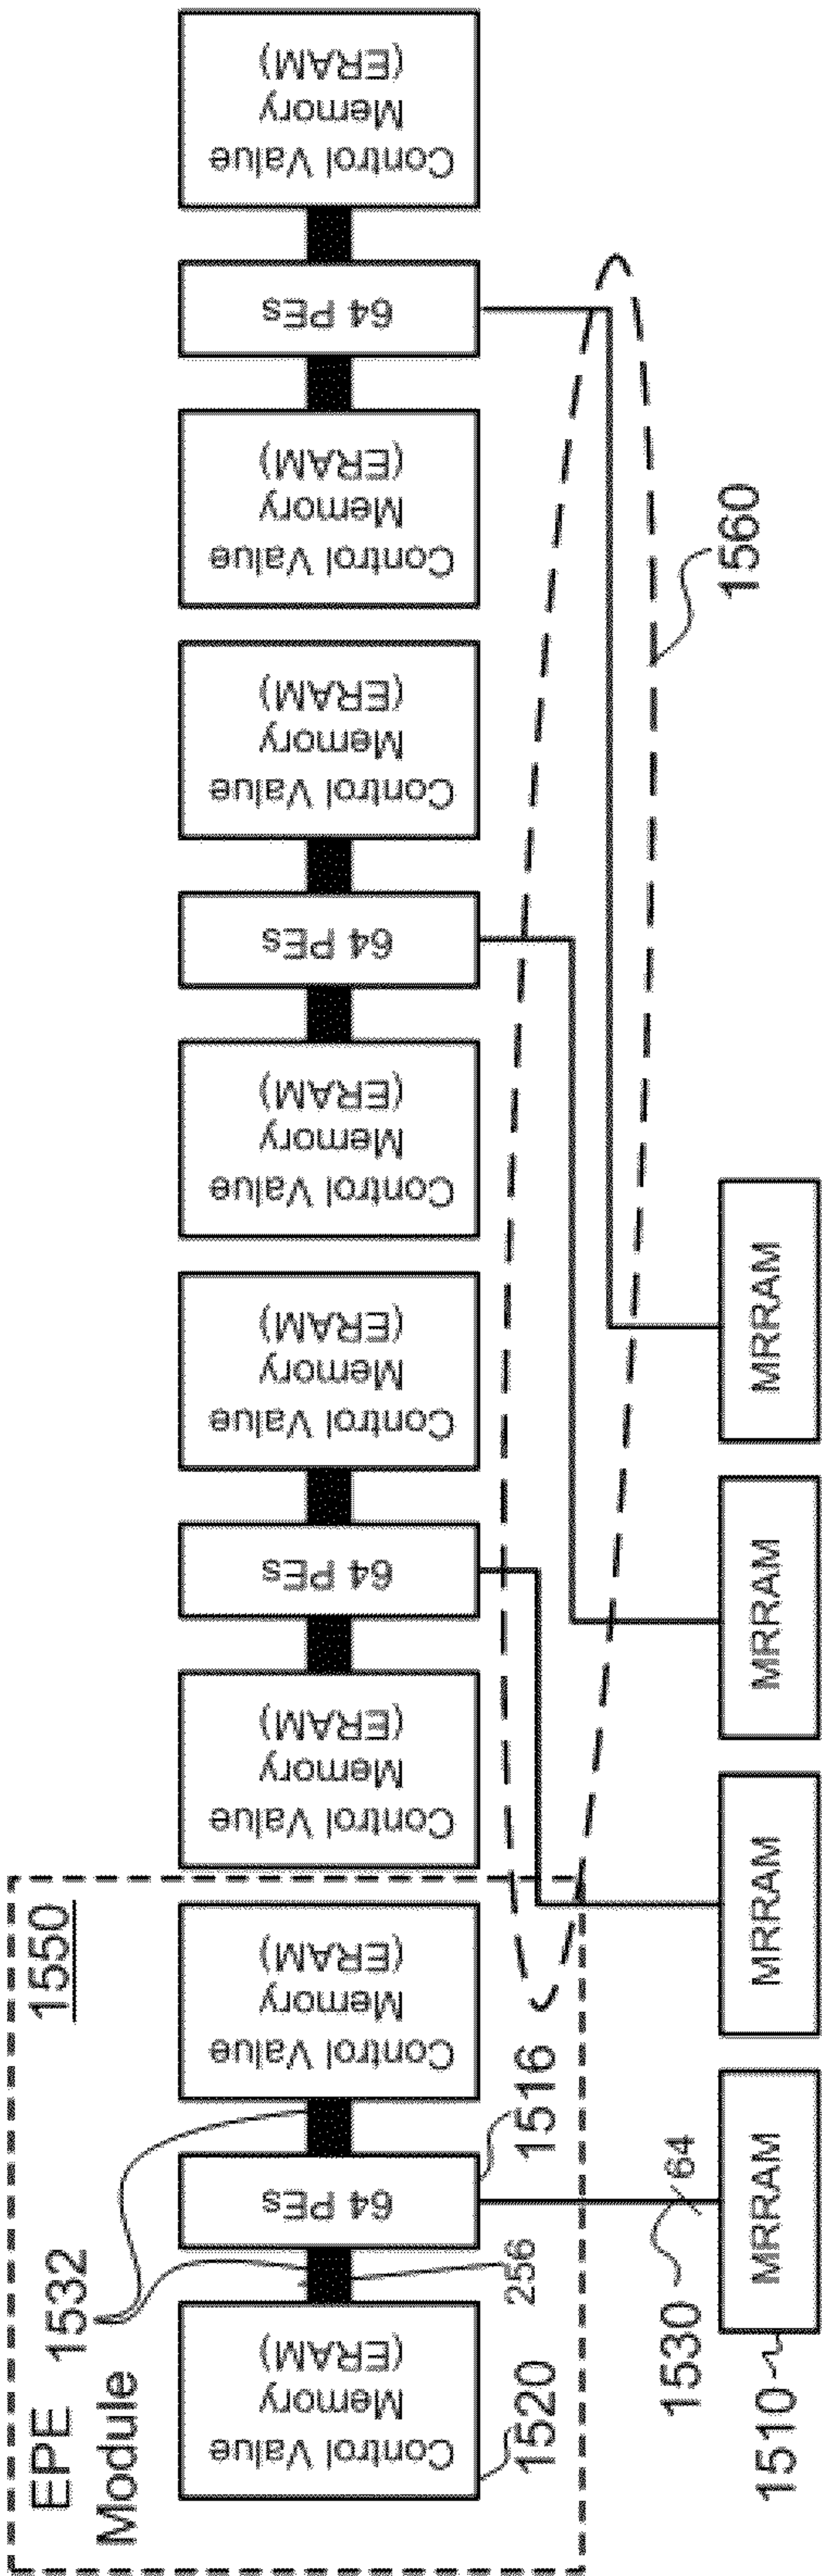 EPE
Module
1532
1550
Control Value
Memory
(ERAM)
64 PEs
Control Value
Memory
(ERAM)
Control Value
Memory
(ERAM)
64 PEs
Control Value
Memory
(ERAM)
Control Value
Memory
(ERAM)
64 PEs
Control Value
Memory
(ERAM)
Control Value
Memory
(ERAM)
64 PEs
Control Value
Memory
(ERAM)
1520
256
1516
1530
64
1560
1510
MRRAM
MRRAM
MRRAM
MRRAM